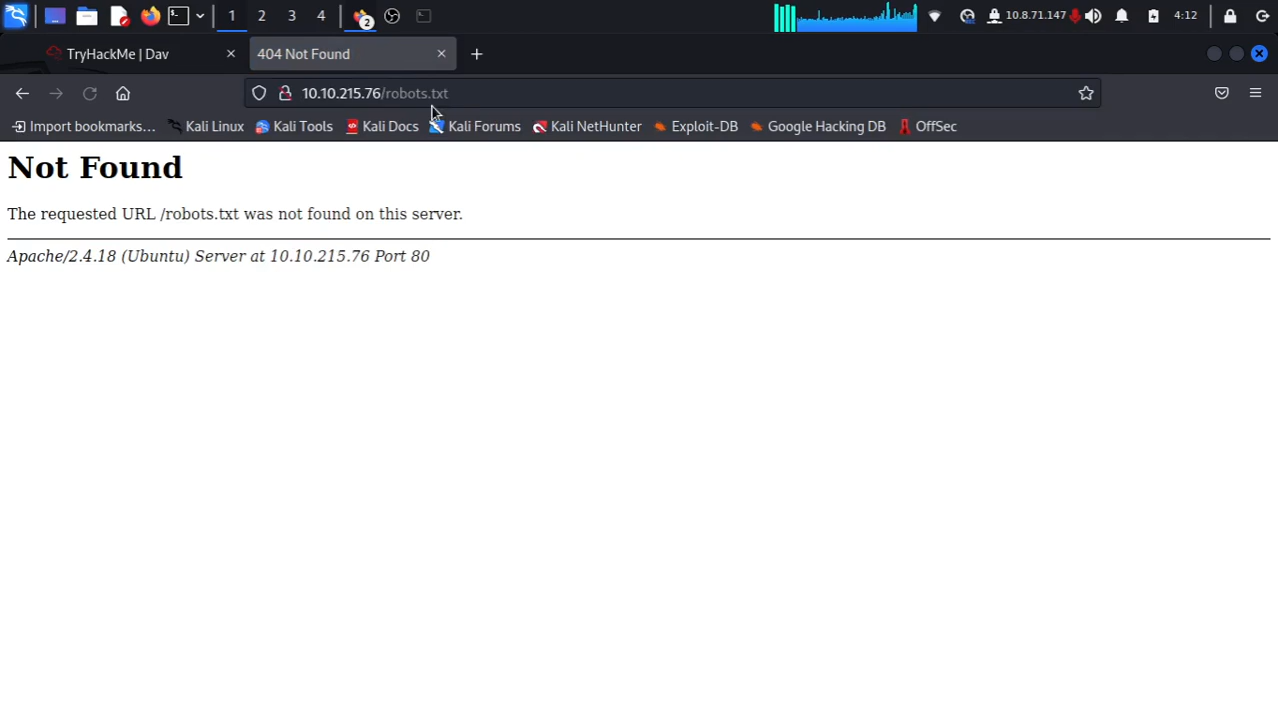 1 2 3 4 2 10.8.71.147 4:12
TryHackMe | Dav 404 Not Found
10.10.215.76/robots.txt
Import bookmarks... Kali Linux Kali Tools Kali Docs Kali Forums Kali NetHunter Exploit-DB Google Hacking DB OffSec
Not Found
The requested URL /robots.txt was not found on this server.
Apache/2.4.18 (Ubuntu) Server at 10.10.215.76 Port 80